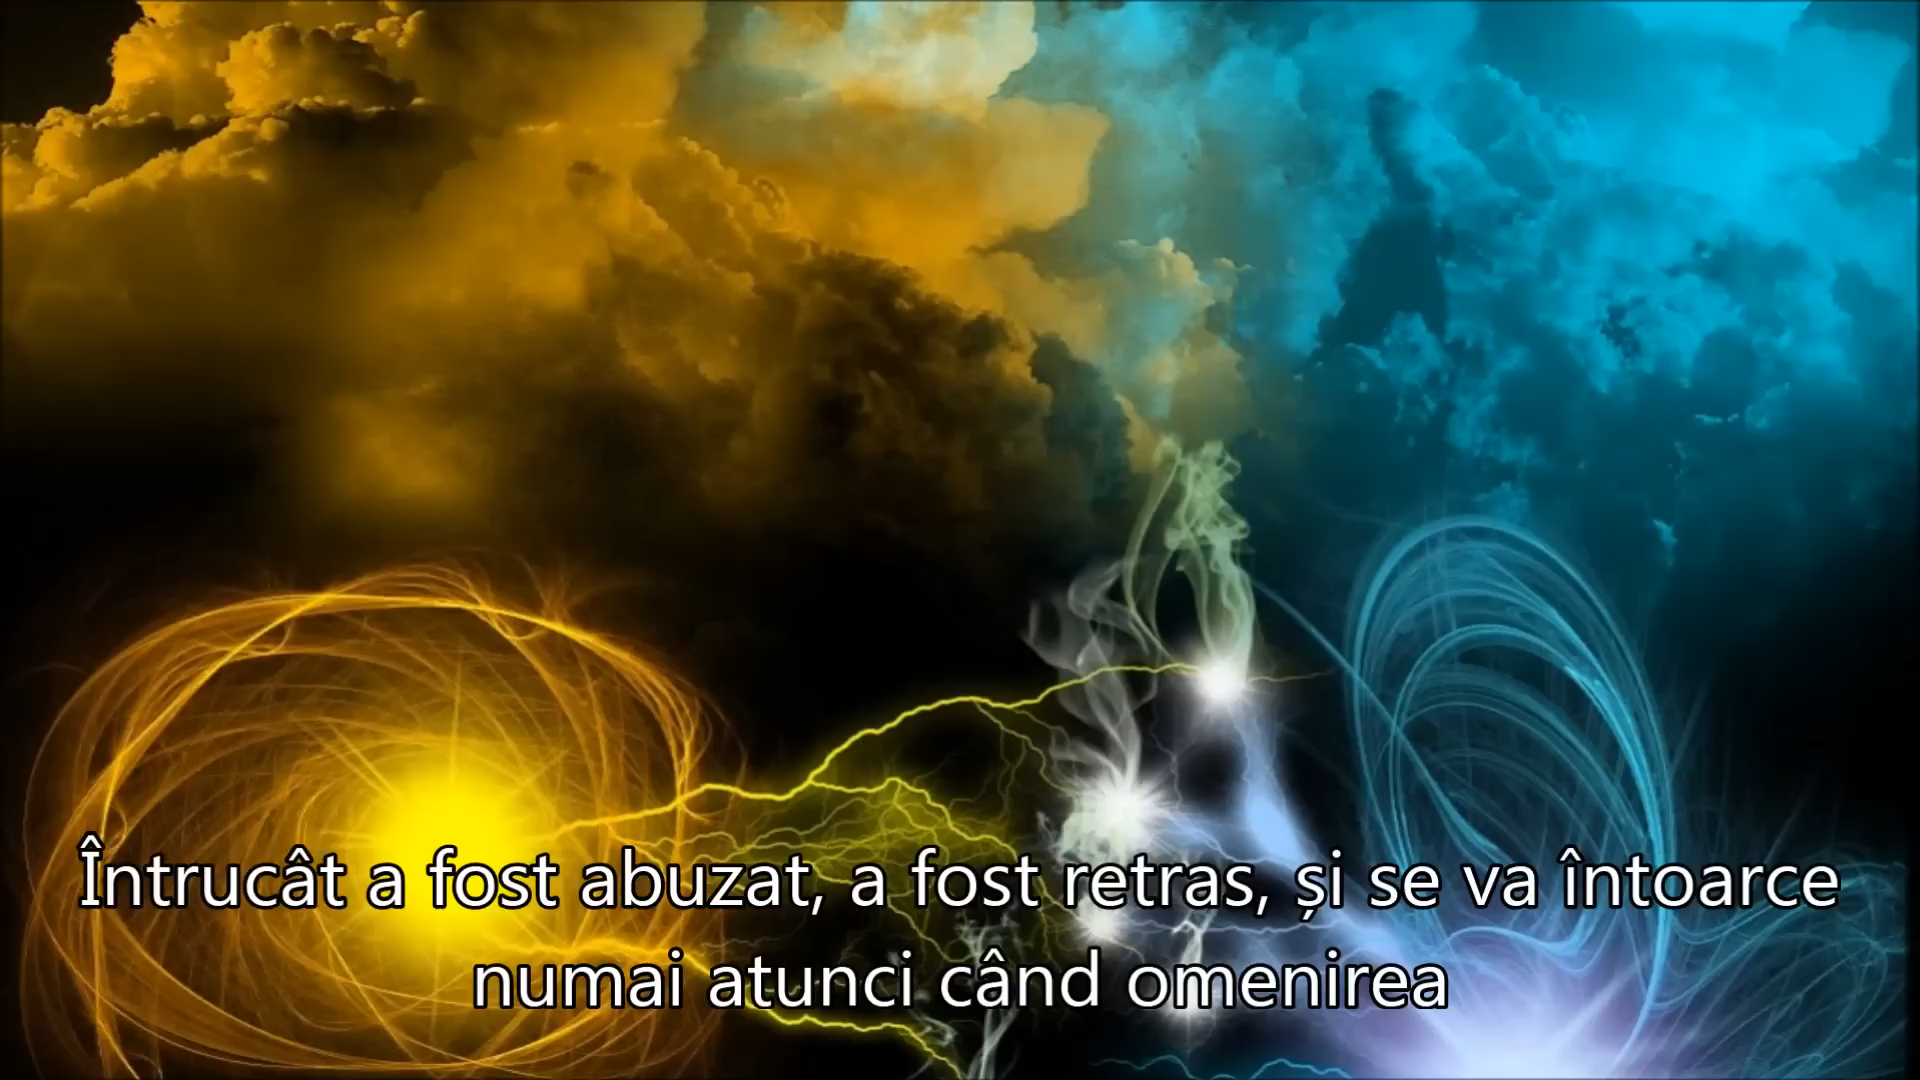 Întrucât a fost abuzat, a fost retras, și se va întoarce
numai atunci când omenirea